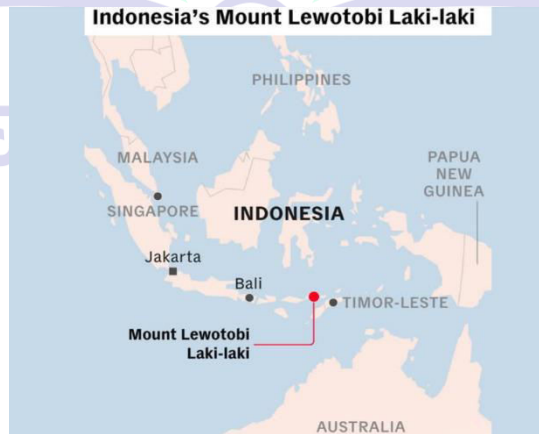 Indonesia's Mount Lewotobi Laki-laki
PHILIPPINES
MALAYSIA
PAPUA
NEW
GUINEA
SINGAPORE
INDONESIA
Jakarta
Bali
TIMOR-LESTE
Mount Lewotobi
Laki-laki
AUSTRALIA